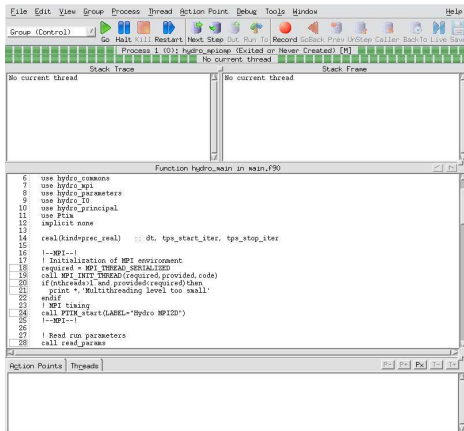 File Edit View Group Process Thread Action Point Debug Tools Window Help
Group (Control)
Go Halt Kill Restart Next Step Out Run To Record GoBack Prev UnStep Caller BackTo Live Save
Process 1 (0): hydro_mpiomp (Exited or Never Created) [M]
No current thread
Stack Trace
Stack Frame
No current thread
No current thread
Function hydro_main in main.f90
6 use hydro_commons
7 use hydro_mpi
8 use hydro_parameters
9 use hydro_IO
10 use hydro_principal
11 use Ptim
12 implicit none
13
14 real(kind=prec_real) :: dt, tps_start_iter, tps_stop_iter
15
16 !--MPI--!
17 ! Initialization of MPI environment
18 required = MPI_THREAD_SERIALIZED
19 call MPI_INIT_THREAD(required,provided,code)
20 if(nthreads>1 .and.provided<required)then
21 print *,'Multithreading level too small'
22 endif
23 ! MPI timing
24 call PTIM_start(LABEL="Hydro MPI2D")
25 !--MPI--!
26
27 ! Read run parameters
28 call read_params
Action Points Threads P- P+ Px T- T+